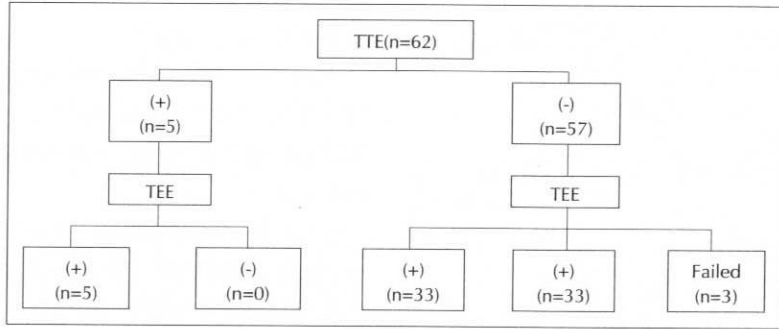 TTE(n=62)
(+)
(n=5)
(-)
(n=57)
TEE
TEE
(+)
(n=5)
(-)
(n=0)
(+)
(n=33)
(+)
(n=33)
Failed
(n=3)